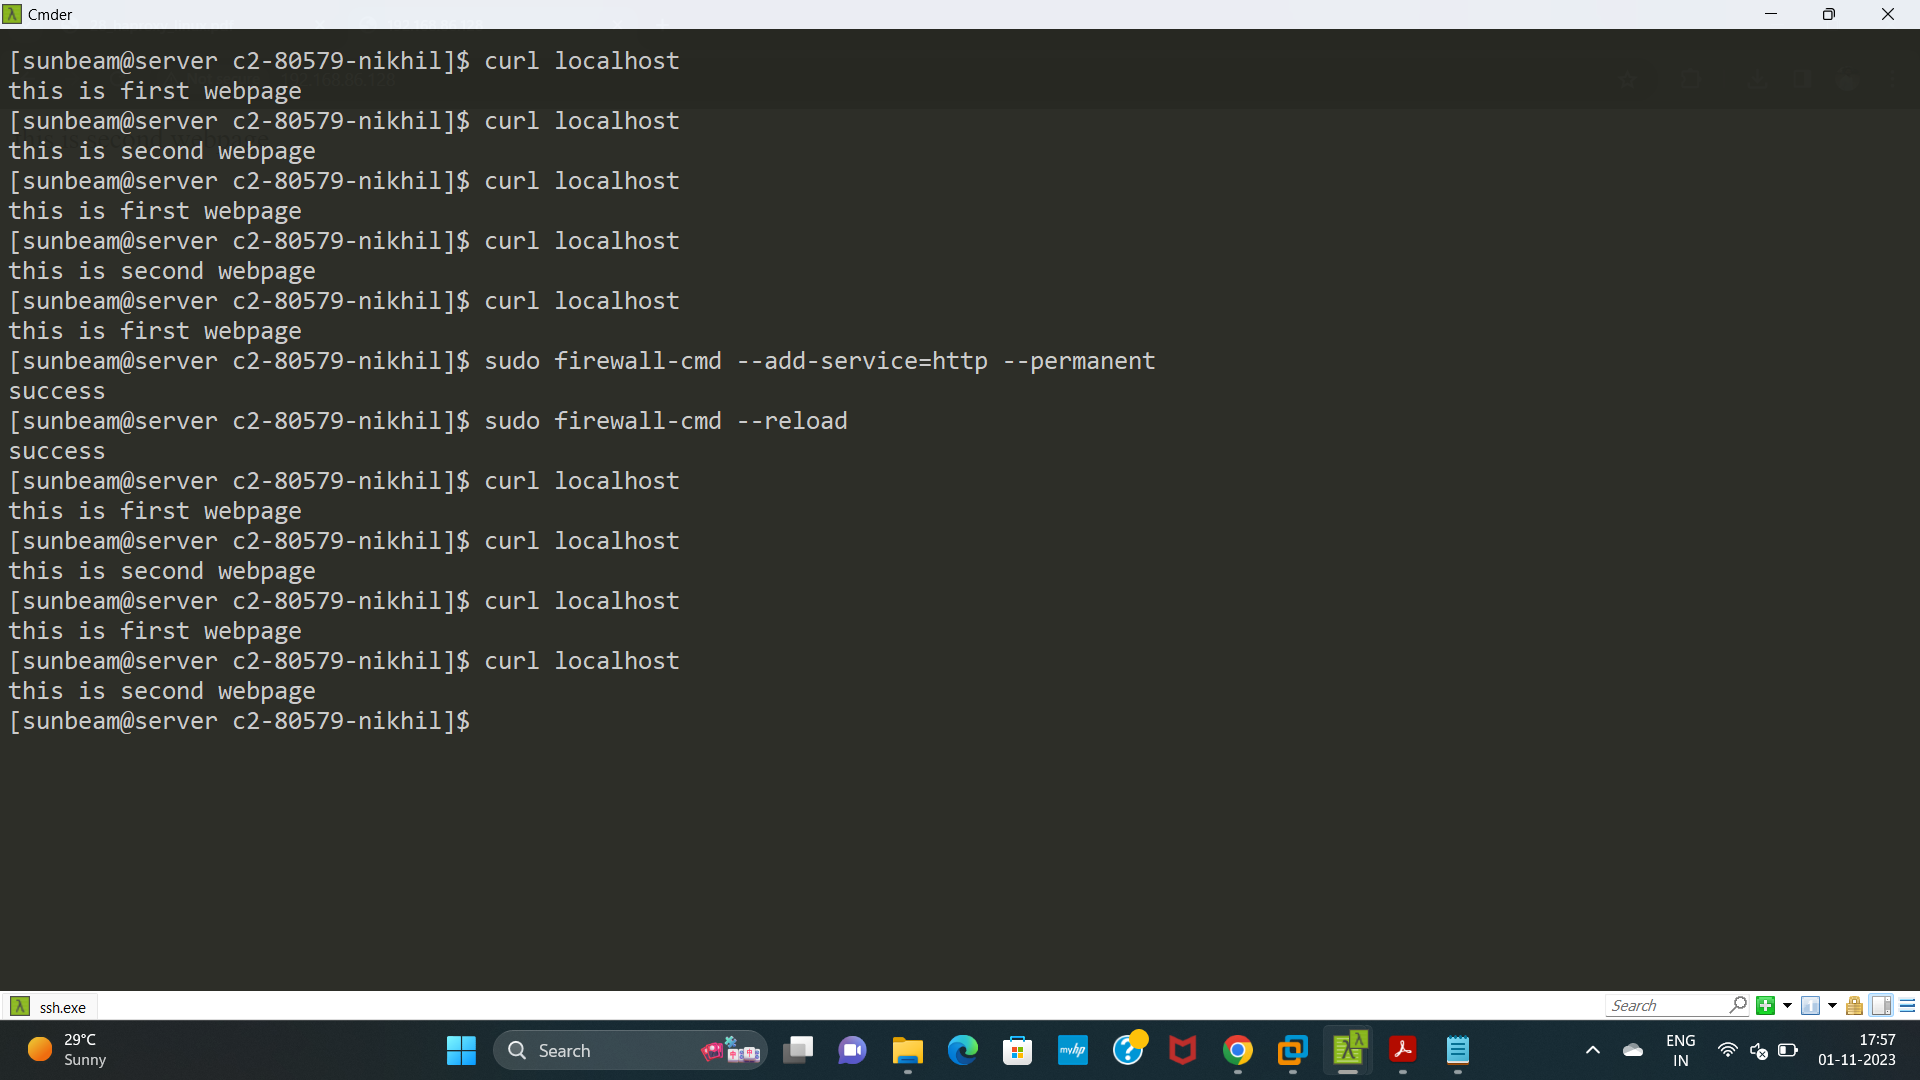 Cmder
[sunbeam@server c2-80579-nikhil]$ curl localhost
this is first webpage
[sunbeam@server c2-80579-nikhil]$ curl localhost
this is second webpage
[sunbeam@server c2-80579-nikhil]$ curl localhost
this is first webpage
[sunbeam@server c2-80579-nikhil]$ curl localhost
this is second webpage
[sunbeam@server c2-80579-nikhil]$ curl localhost
this is first webpage
[sunbeam@server c2-80579-nikhil]$ sudo firewall-cmd --add-service=http --permanent
success
[sunbeam@server c2-80579-nikhil]$ sudo firewall-cmd --reload
success
[sunbeam@server c2-80579-nikhil]$ curl localhost
this is first webpage
[sunbeam@server c2-80579-nikhil]$ curl localhost
this is second webpage
[sunbeam@server c2-80579-nikhil]$ curl localhost
this is first webpage
[sunbeam@server c2-80579-nikhil]$ curl localhost
this is second webpage
[sunbeam@server c2-80579-nikhil]$
ssh.exe
Search
29°C
Sunny
Search
myhp
ENG
IN
17:57
01-11-2023